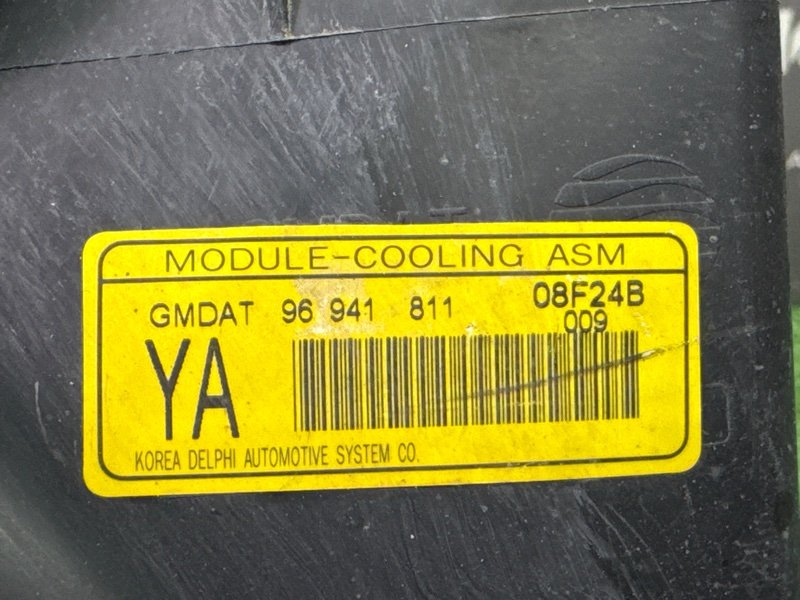 MODULE-COOLING ASM
GMDAT 96 941 811 08F24B
009
YA
KOREA DELPHI AUTOMOTIVE SYSTEM CO.